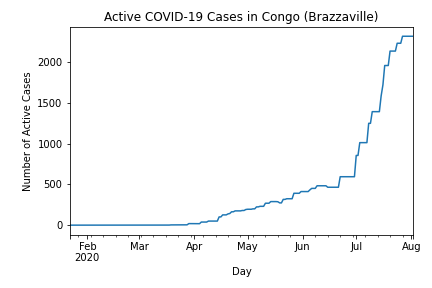 Active COVID-19 Cases in Congo (Brazzaville)
Number of Active Cases
2000
1500
1000
500
0
Feb Mar Apr May Jun Jul Aug
2020
Day